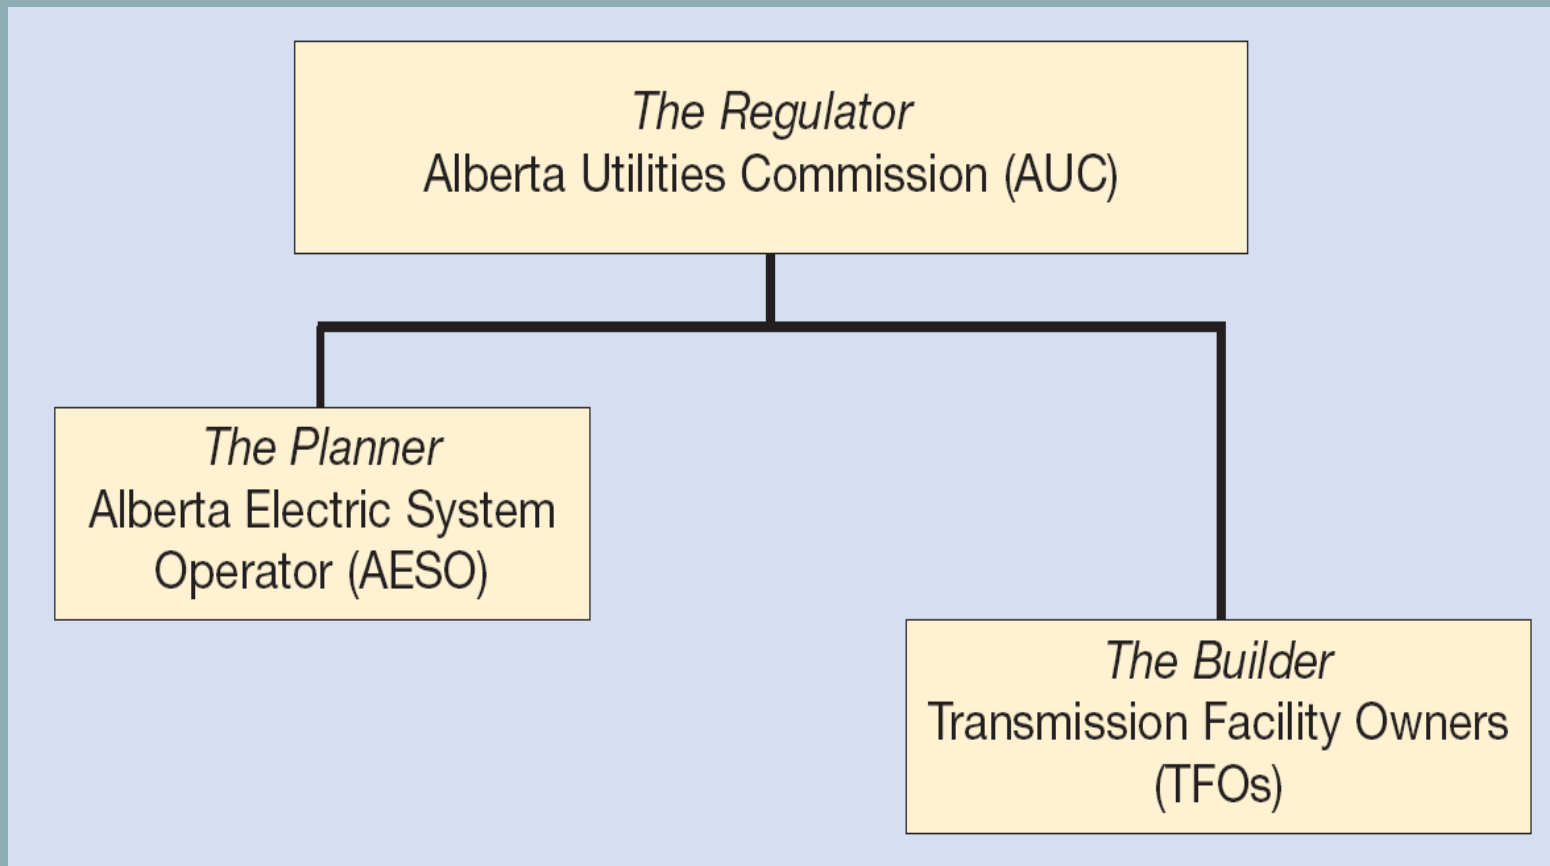 The Regulator
Alberta Utilities Commission (AUC)
The Planner
Alberta Electric System
Operator (AESO)
The Builder
Transmission Facility Owners
(TFOs)